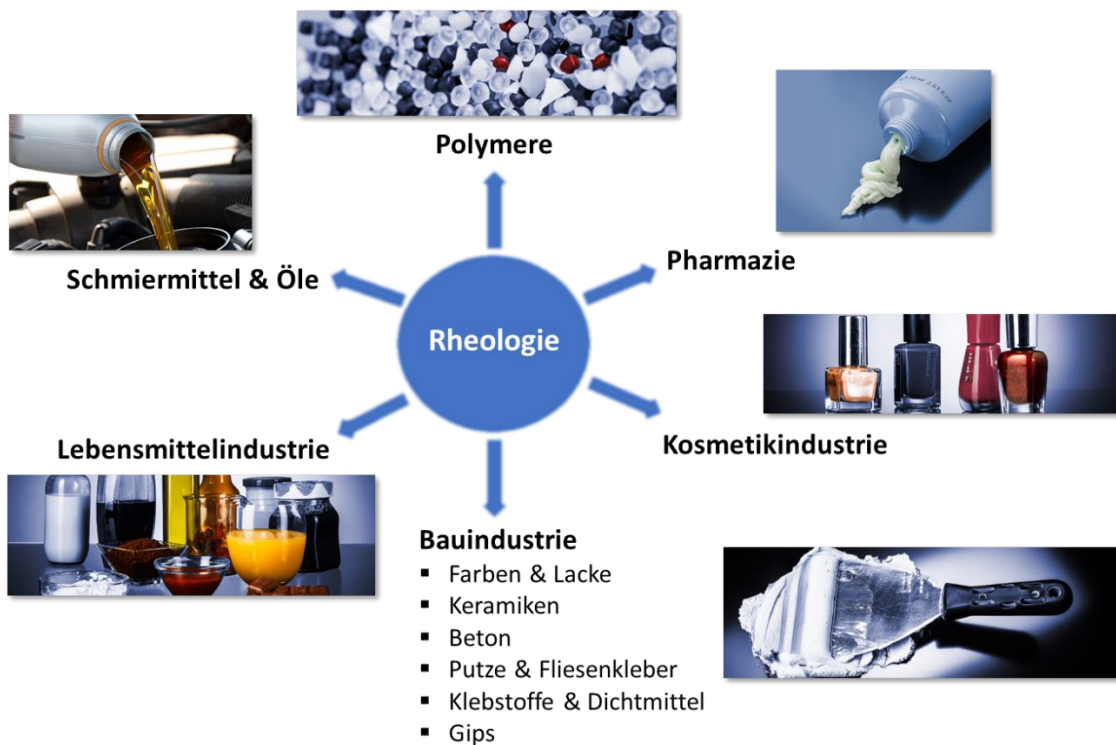 Polymere
Schmiermittel & Öle
Pharmazie
Rheologie
Lebensmittelindustrie
Kosmetikindustrie
Bauindustrie
▪ Farben & Lacke
▪ Keramiken
▪ Beton
▪ Putze & Fliesenkleber
▪ Klebstoffe & Dichtmittel
▪ Gips